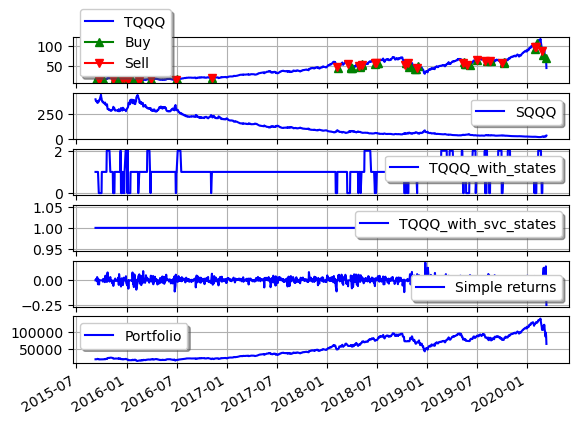 TQQQ
Buy
Sell
100
50
SQQQ
250
0
TQQQ_with_states
2
0
TQQQ_with_svc_states
1.05
1.00
0.95
Simple returns
0.00
−0.25
Portfolio
100000
50000
2015-07
2016-01
2016-07
2017-01
2017-07
2018-01
2018-07
2019-01
2019-07
2020-01